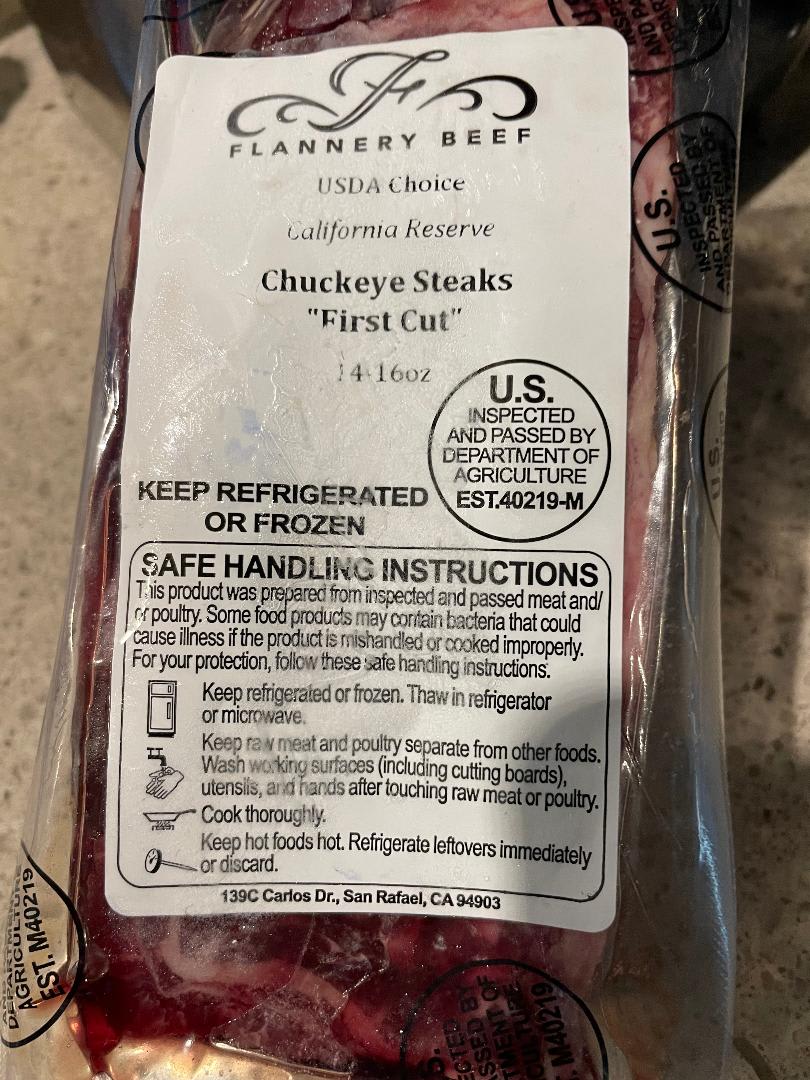 FLANNERY BEEF
USDA Choice
California Reserve
Chuckeye Steaks
"First Cut"
14-16oz
U.S.
INSPECTED
AND PASSED BY
DEPARTMENT OF
AGRICULTURE
EST.40219-M
KEEP REFRIGERATED
OR FROZEN
SAFE HANDLING INSTRUCTIONS
This product was prepared from inspected and passed meat and/
or poultry. Some food products may contain bacteria that could
cause illness if the product is mishandled or cooked improperly.
For your protection, follow these safe handling instructions.
Keep refrigerated or frozen. Thaw in refrigerator
or microwave.
Keep raw meat and poultry separate from other foods.
Wash working surfaces (including cutting boards),
utensils, and hands after touching raw meat or poultry.
Cook thoroughly.
Keep hot foods hot. Refrigerate leftovers immediately
or discard.
139C Carlos Dr., San Rafael, CA 94903
U.S.
INSPECTED BY
AND PASSED
AGRICULTURE
EST. M40219
M40219